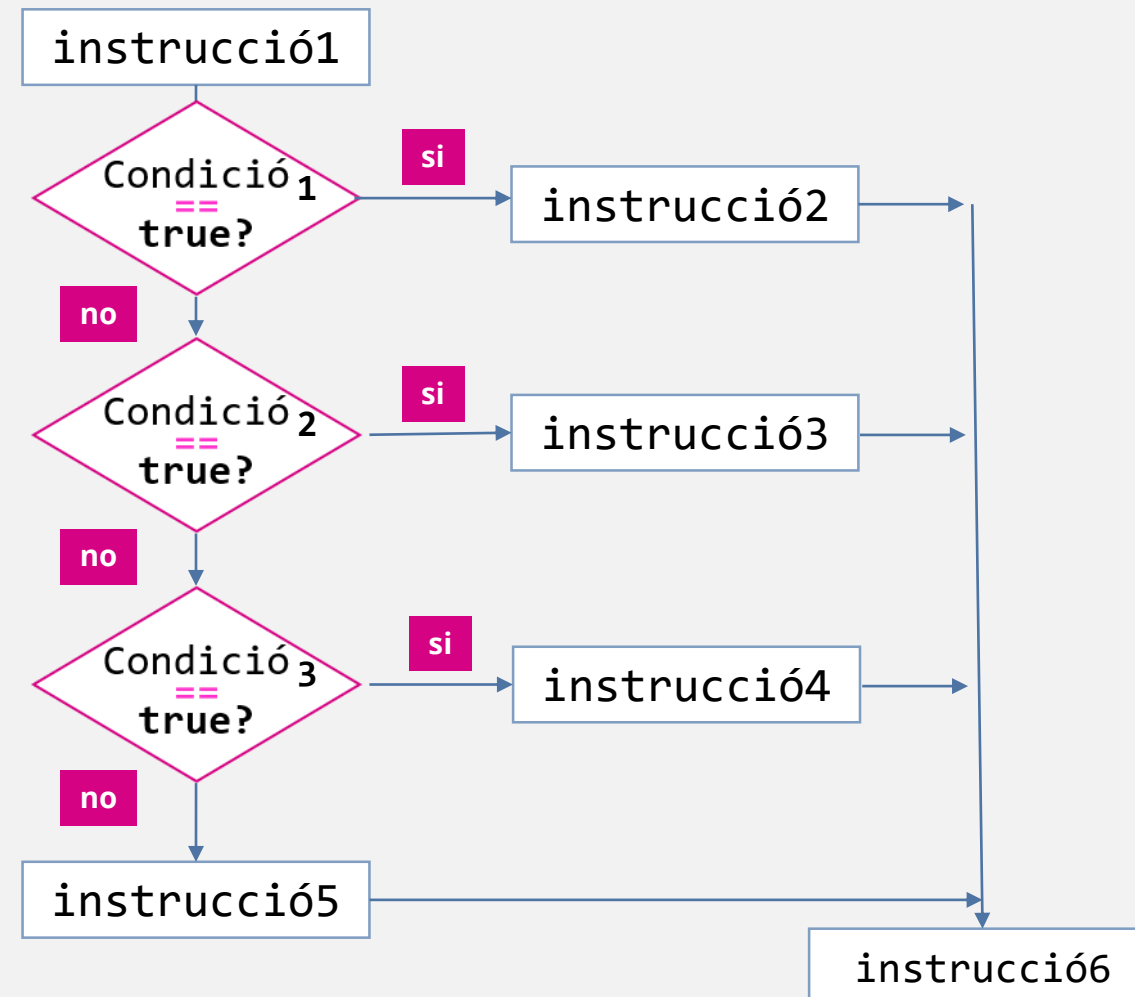 instrucció1
Condició1
==
true?
si
instrucció2
no
Condició2
==
true?
si
instrucció3
no
Condició3
==
true?
si
instrucció4
no
instrucció5
instrucció6